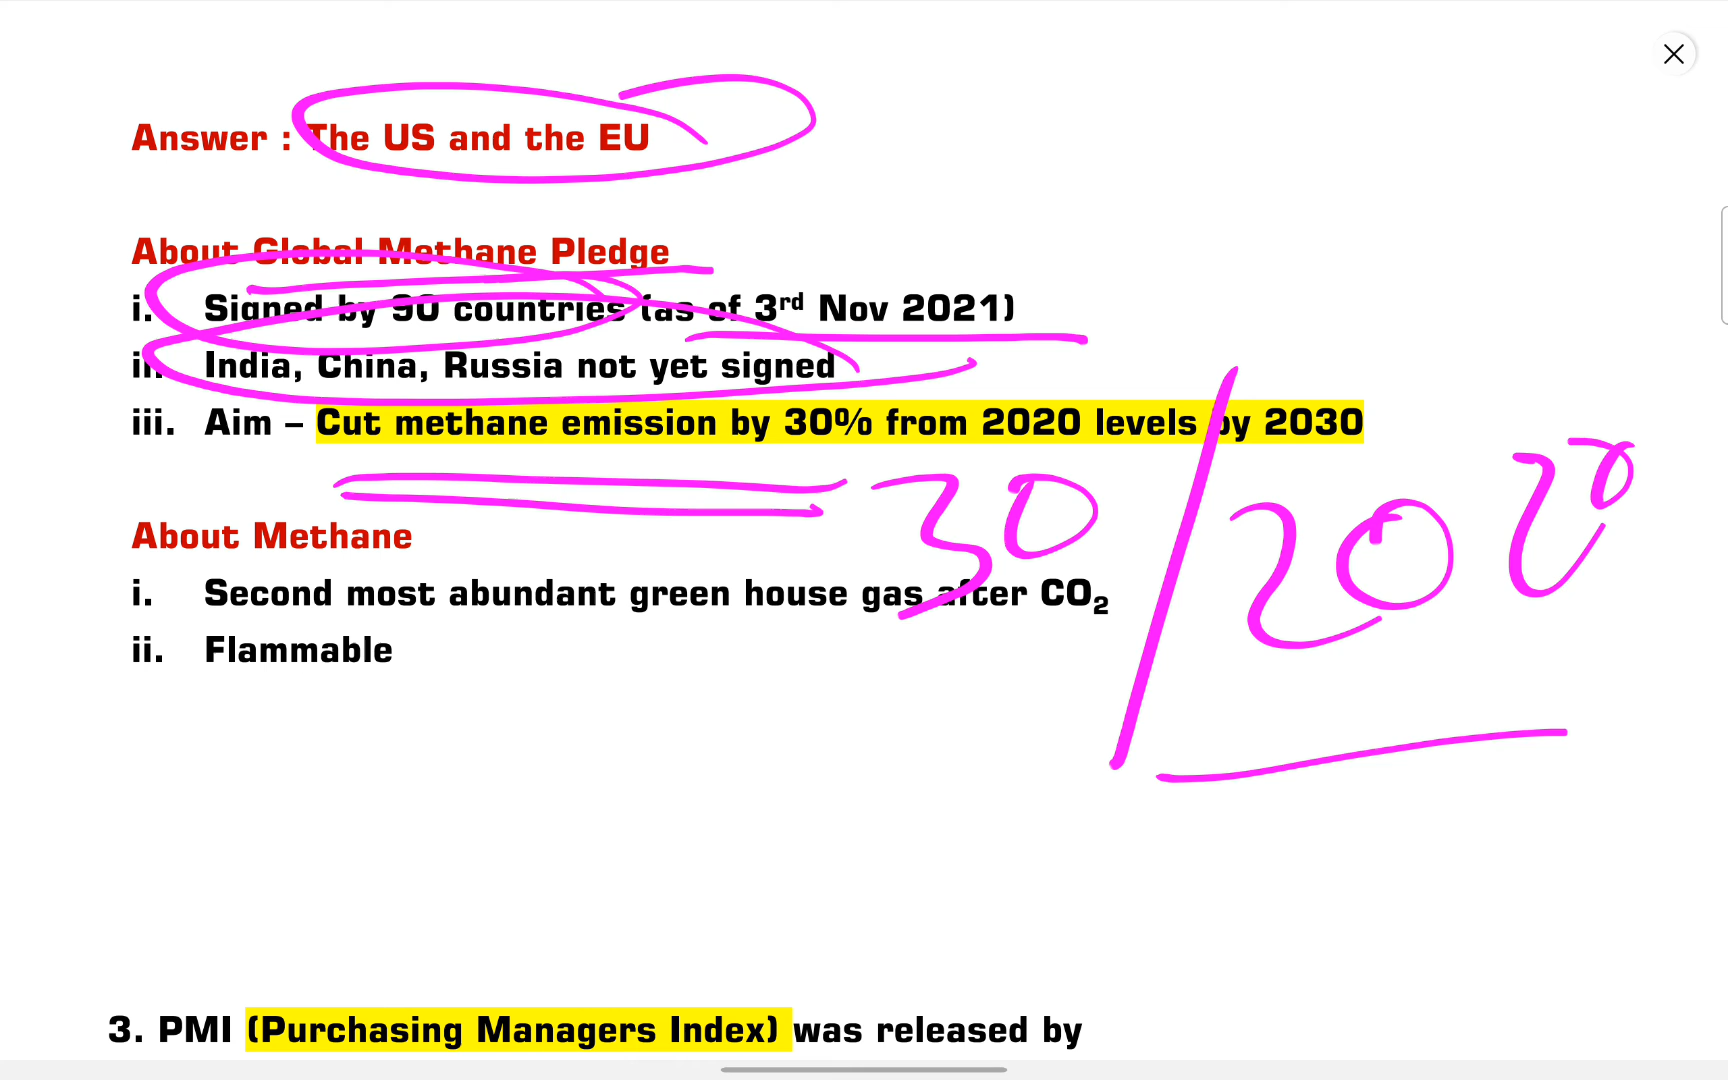 Answer : The US and the EU
About Global Methane Pledge
i. Signed by 90 countries (as of 3rd Nov 2021)
ii. India, China, Russia not yet signed
iii. Aim – Cut methane emission by 30% from 2020 levels by 2030
30 / 2020
About Methane
i. Second most abundant green house gas after CO₂
ii. Flammable
3. PMI (Purchasing Managers Index) was released by